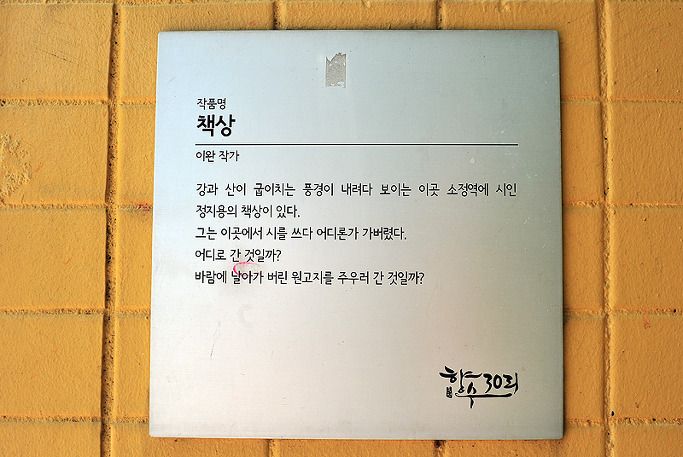 작품명
책상
이완 작가
강과 산이 굽이치는 풍경이 내려다 보이는 이곳 소정역에 시인
정지용의 책상이 있다.
그는 이곳에서 시를 쓰다 어디론가 가버렸다.
어디로 간 것일까?
바람에 날아가 버린 원고지를 주우러 간 것일까?
향수30리